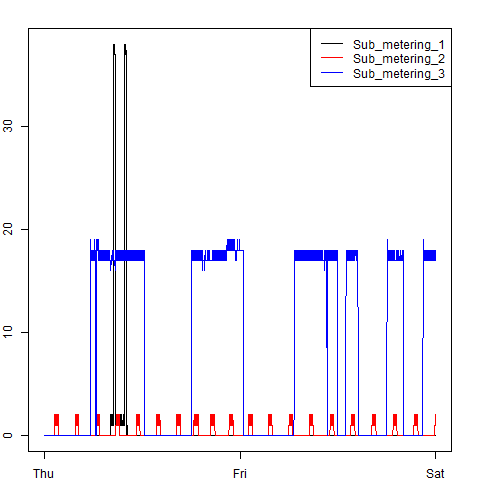 Sub_metering_1
Sub_metering_2
Sub_metering_3
30
20
10
0
Thu Fri Sat